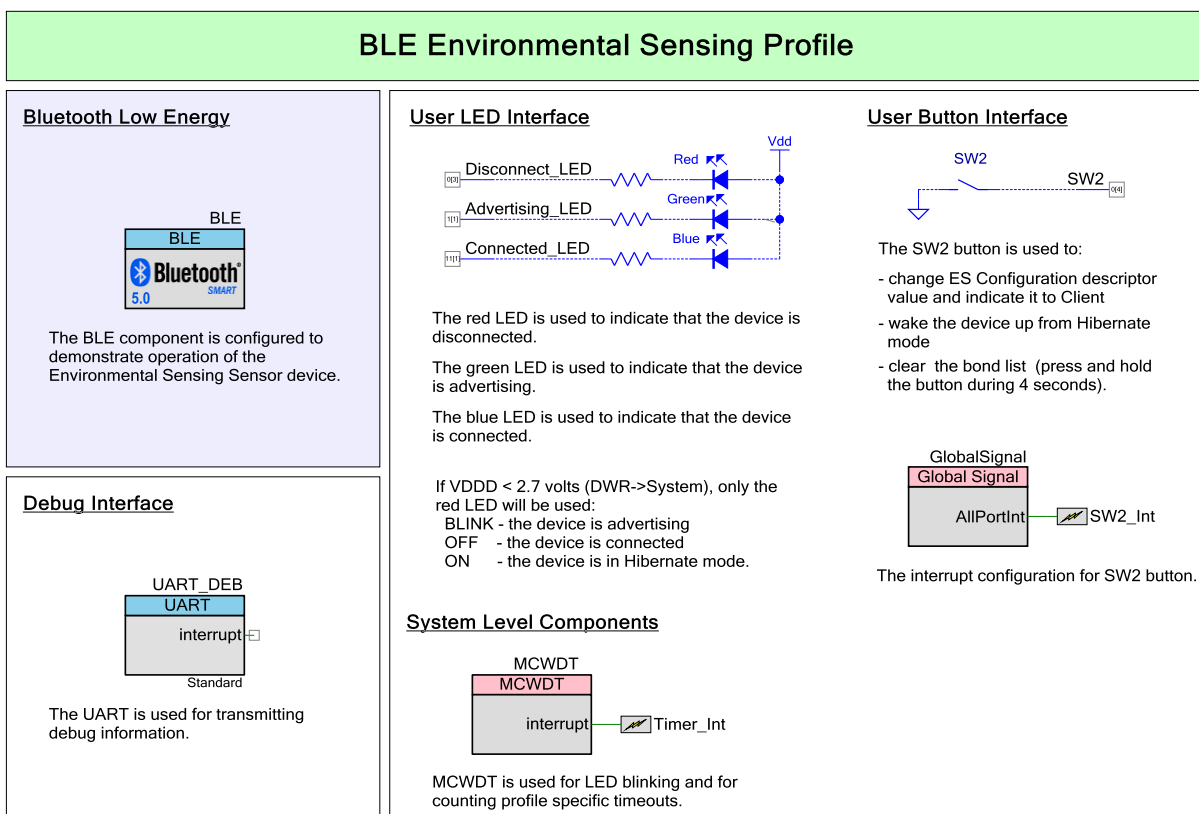 BLE Environmental Sensing Profile
Bluetooth Low Energy
BLE
BLE
Bluetooth®
SMART
5.0
The BLE component is configured to
demonstrate operation of the
Environmental Sensing Sensor device.
Debug Interface
UART_DEB
UART
interrupt
Standard
The UART is used for transmitting
debug information.
User LED Interface
Vdd
Red
0[3] Disconnect_LED
Green
1[1] Advertising_LED
Blue
11[1] Connected_LED
The red LED is used to indicate that the device is
disconnected.
The green LED is used to indicate that the device
is advertising.
The blue LED is used to indicate that the device
is connected.
If VDDD < 2.7 volts (DWR->System), only the
red LED will be used:
BLINK - the device is advertising
OFF - the device is connected
ON - the device is in Hibernate mode.
System Level Components
MCWDT
MCWDT
interrupt
Timer_Int
MCWDT is used for LED blinking and for
counting profile specific timeouts.
User Button Interface
SW2
SW2 0[4]
The SW2 button is used to:
- change ES Configuration descriptor
value and indicate it to Client
- wake the device up from Hibernate
mode
- clear the bond list (press and hold
the button during 4 seconds).
GlobalSignal
Global Signal
AllPortInt
SW2_Int
The interrupt configuration for SW2 button.